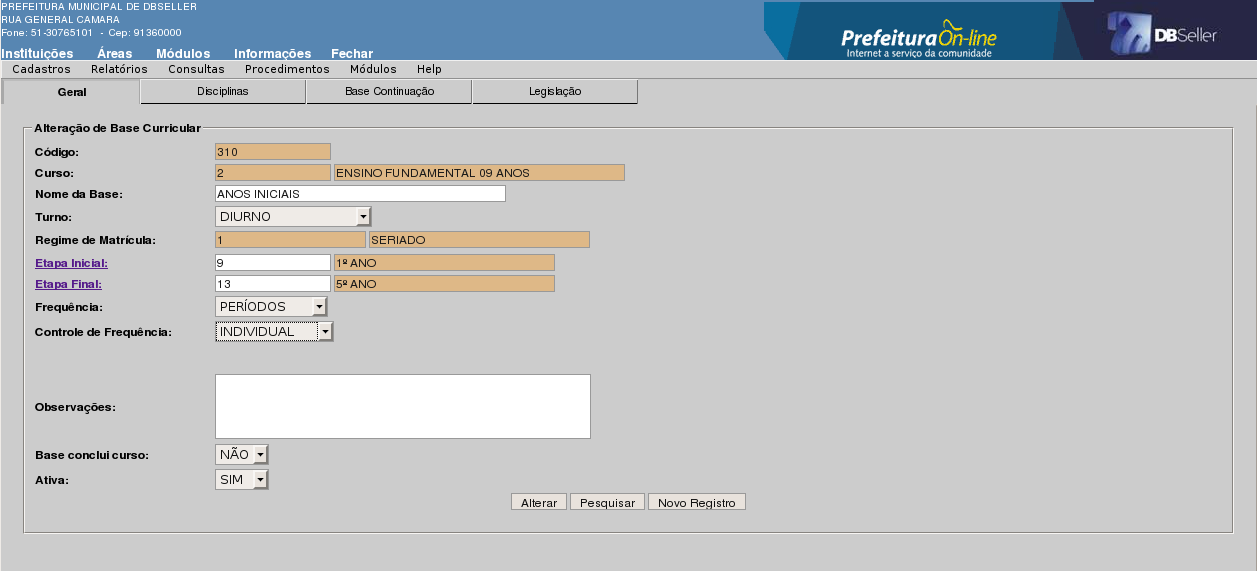 PREFEITURA MUNICIPAL DE DBSELLER
RUA GENERAL CAMARA
Fone: 51-30765101 - Cep: 91360000
PrefeituraOn-line
Internet a serviço da comunidade
DBSeller
Instituições Áreas Módulos Informações Fechar
Cadastros Relatórios Consultas Procedimentos Módulos Help
Geral Disciplinas Base Continuação Legislação
Alteração de Base Curricular
Código: 310
Curso: 2 ENSINO FUNDAMENTAL 09 ANOS
Nome da Base: ANOS INICIAIS
Turno: DIURNO
Regime de Matrícula: 1 SERIADO
Etapa Inicial: 9 1º ANO
Etapa Final: 13 5º ANO
Frequência: PERÍODOS
Controle de Frequência: INDIVIDUAL
Observações:
Base conclui curso: NÃO
Ativa: SIM
Alterar Pesquisar Novo Registro